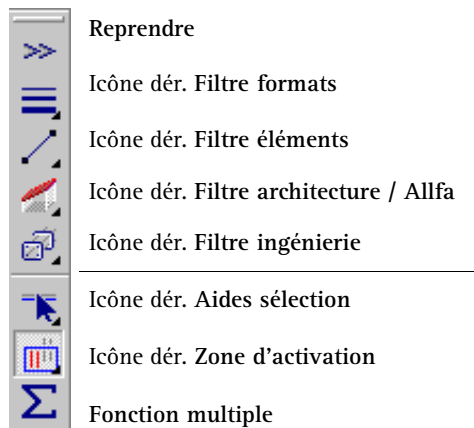 Reprendre
Icône dér. Filtre formats
Icône dér. Filtre éléments
Icône dér. Filtre architecture / Allfa
Icône dér. Filtre ingénierie
Icône dér. Aides sélection
Icône dér. Zone d'activation
Fonction multiple